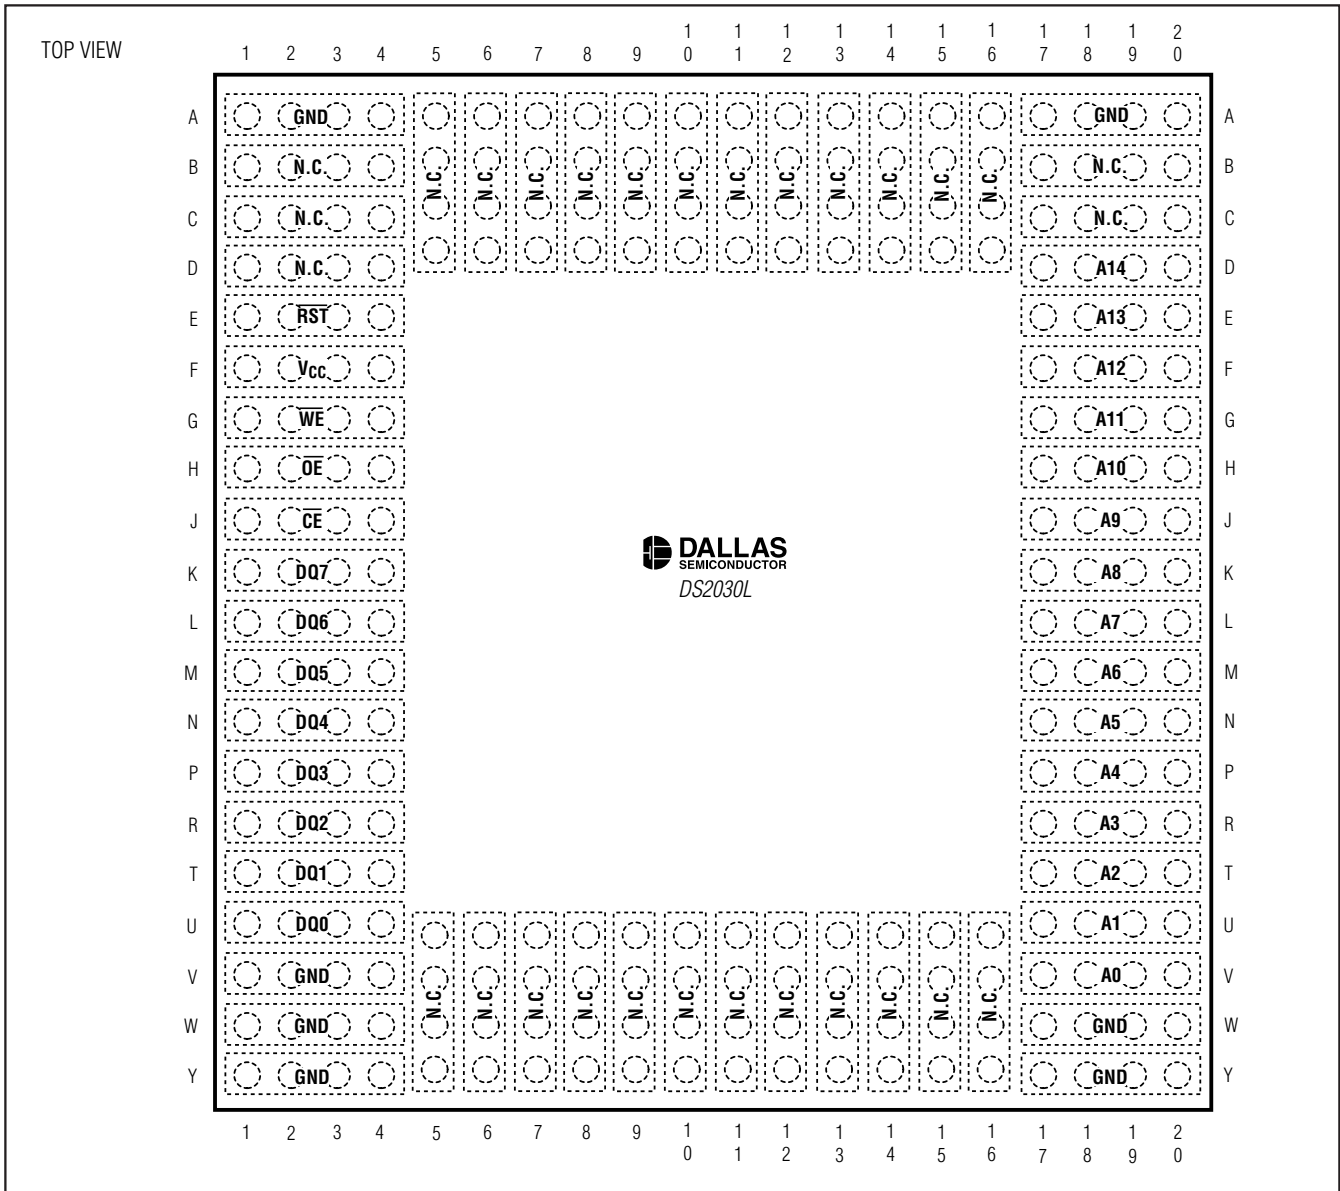 TOP VIEW
1 2 3 4 5 6 7 8 9 10 11 12 13 14 15 16 17 18 19 20
A GND GND A
B N.C. N.C. B
C N.C. N.C. C
N.C. N.C. N.C. N.C. N.C. N.C. N.C. N.C. N.C. N.C. N.C. N.C.
D N.C. A14 D
E R̅S̅T̅ A13 E
F VCC A12 F
G W̅E̅ A11 G
H O̅E̅ A10 H
J C̅E̅ A9 J
DALLAS
SEMICONDUCTOR
DS2030L
K DQ7 A8 K
L DQ6 A7 L
M DQ5 A6 M
N DQ4 A5 N
P DQ3 A4 P
R DQ2 A3 R
T DQ1 A2 T
U DQ0 A1 U
V GND A0 V
N.C. N.C. N.C. N.C. N.C. N.C. N.C. N.C. N.C. N.C. N.C. N.C.
W GND GND W
Y GND GND Y
1 2 3 4 5 6 7 8 9 10 11 12 13 14 15 16 17 18 19 20